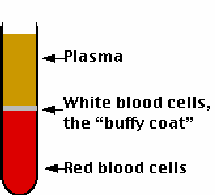 Plasma
White blood cells,
the “buffy coat”
Red blood cells